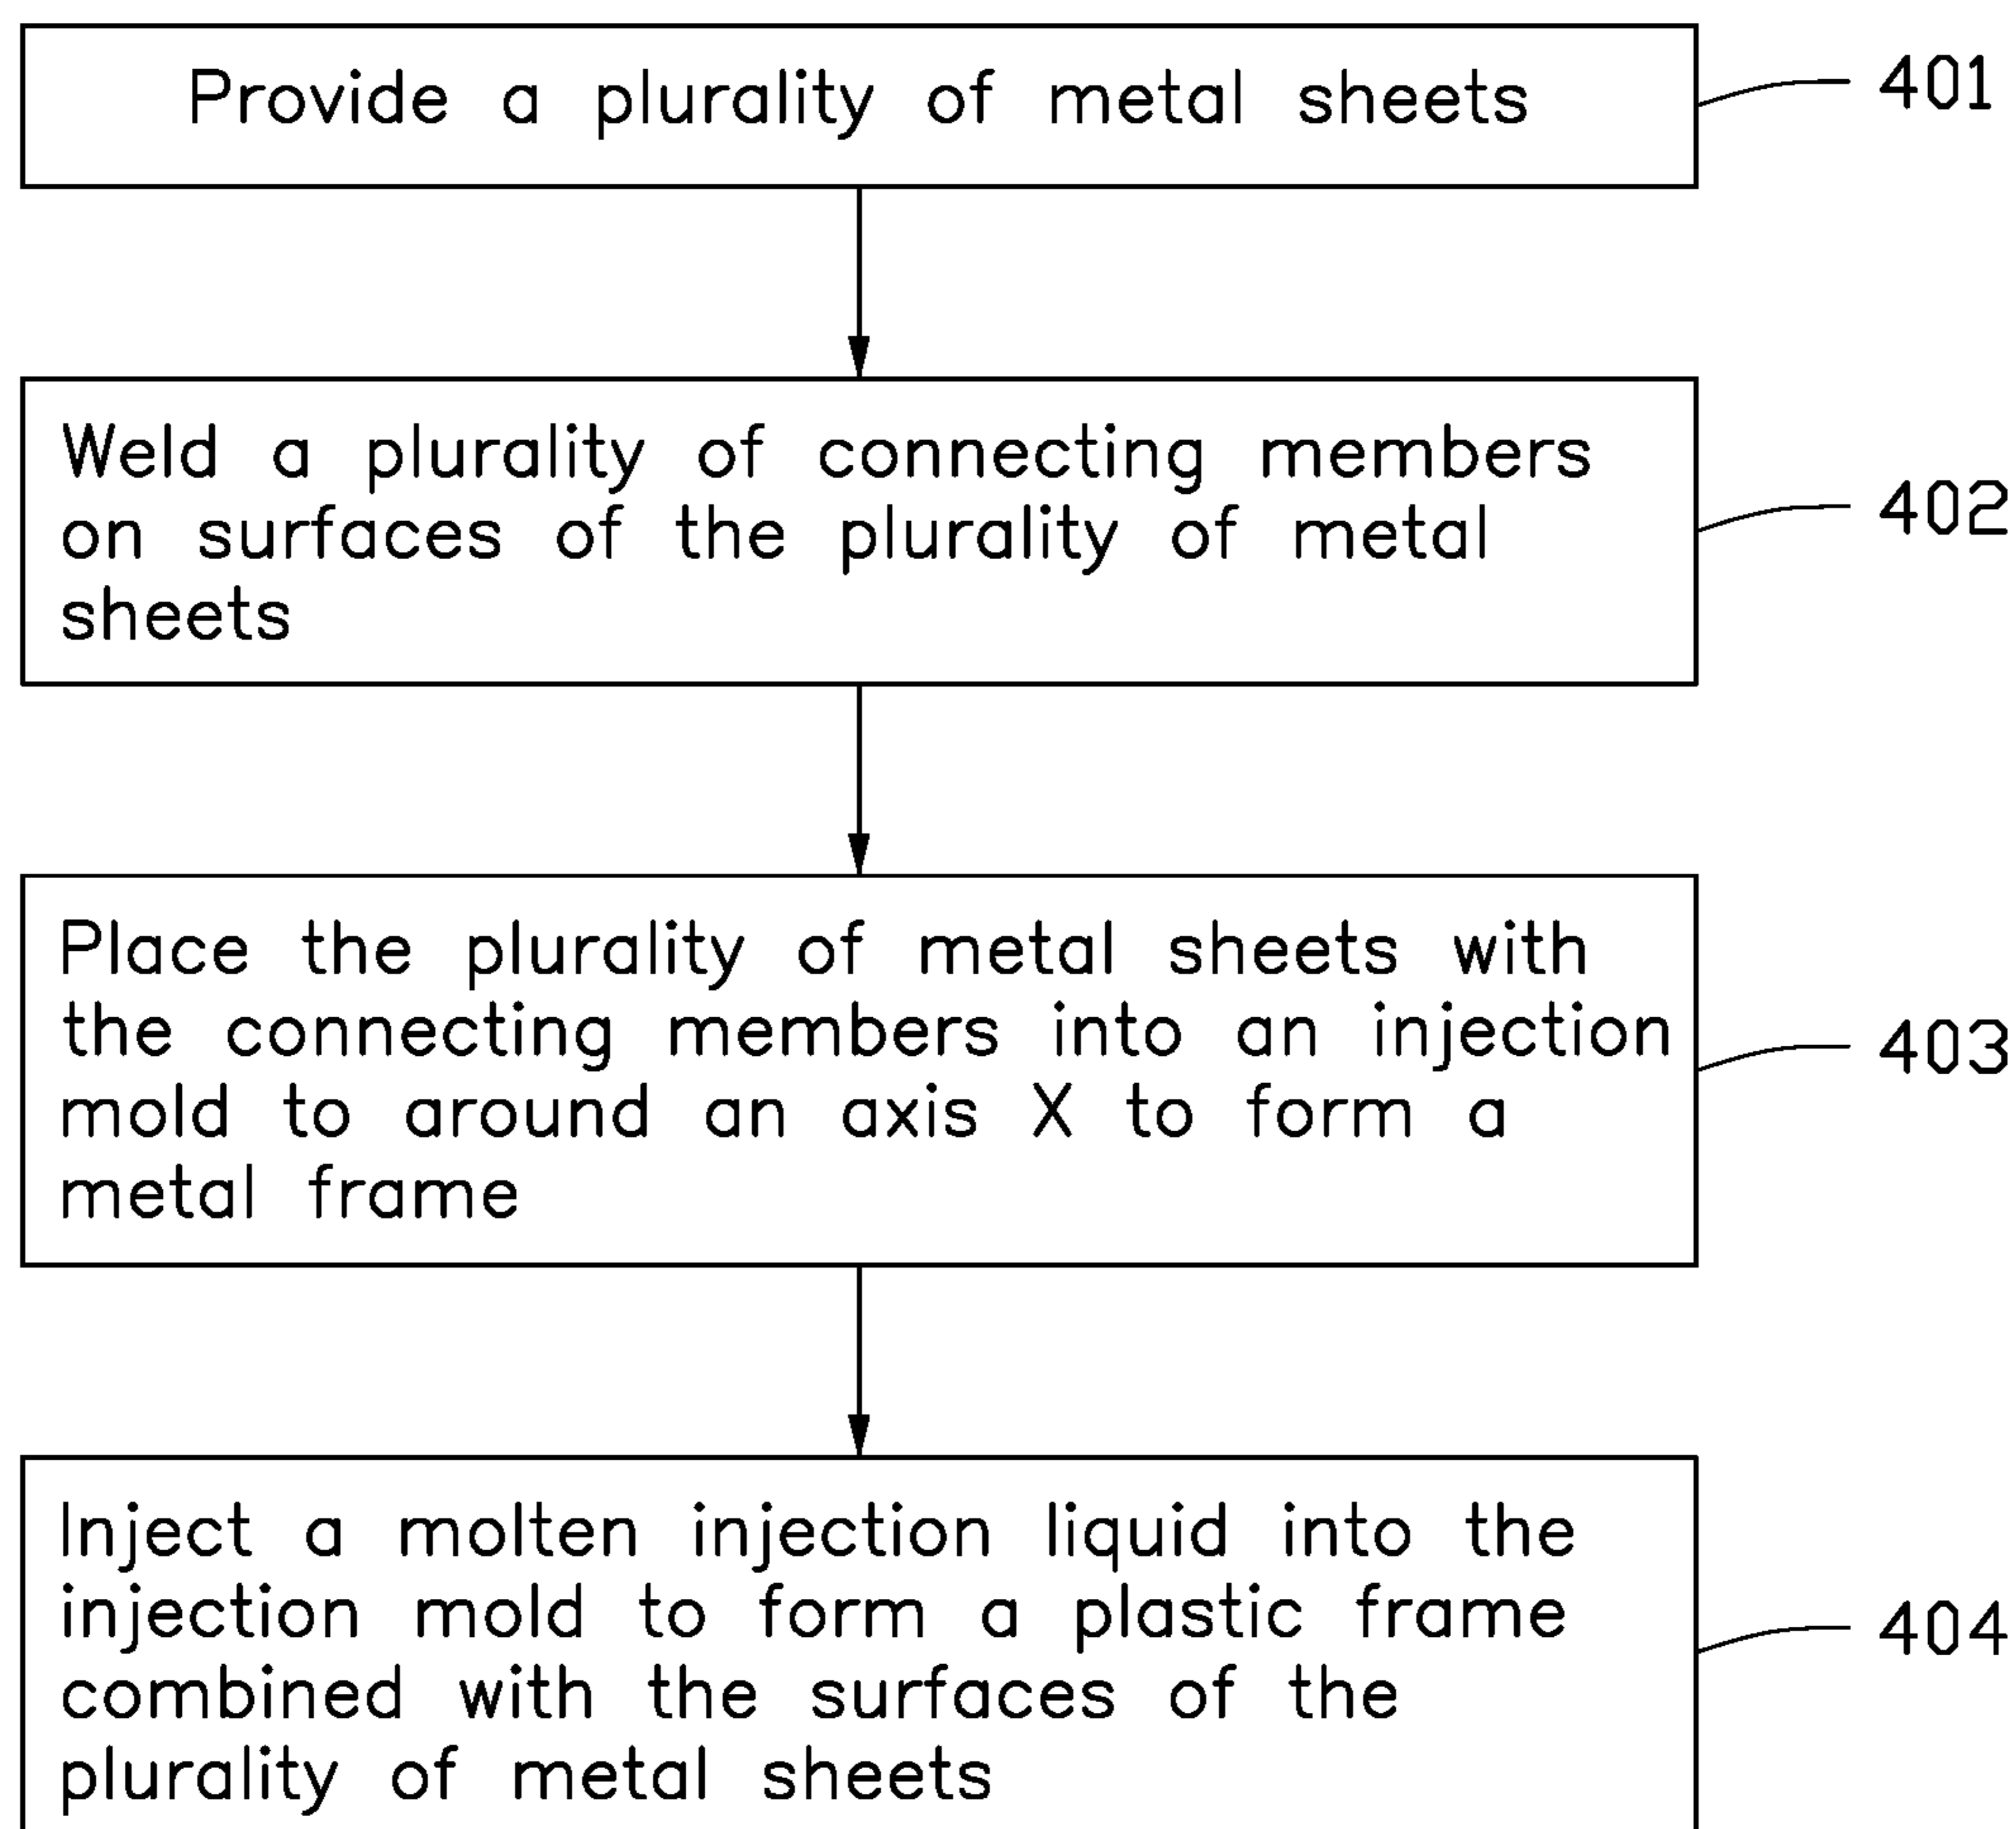 Provide a plurality of metal sheets
401
Weld a plurality of connecting members
on surfaces of the plurality of metal
sheets
402
Place the plurality of metal sheets with
the connecting members into an injection
mold to around an axis X to form a
metal frame
403
Inject a molten injection liquid into the
injection mold to form a plastic frame
combined with the surfaces of the
plurality of metal sheets
404